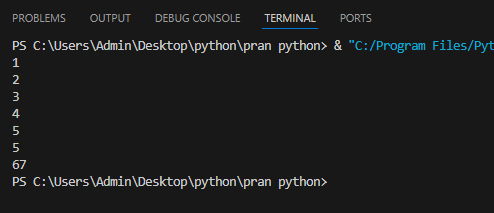 PROBLEMS OUTPUT DEBUG CONSOLE TERMINAL PORTS
PS C:\Users\Admin\Desktop\python\pran python> & "C:/Program Files/Pyt
1
2
3
4
5
5
67
PS C:\Users\Admin\Desktop\python\pran python>